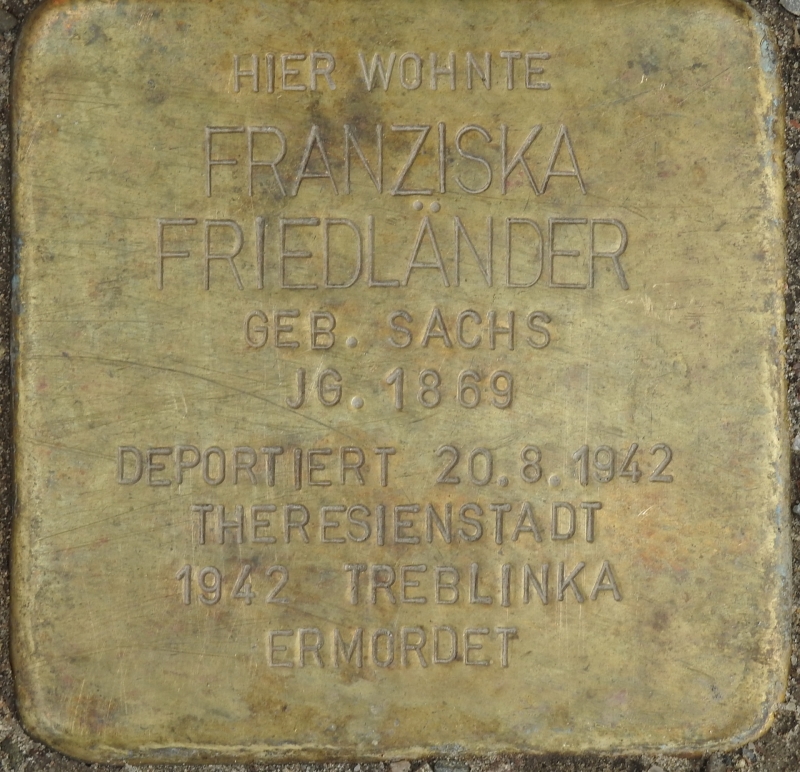 HIER WOHNTE
FRANZISKA
FRIEDLÄNDER
GEB. SACHS
JG. 1869
DEPORTIERT 20.8.1942
THERESIENSTADT
1942 TREBLINKA
ERMORDET